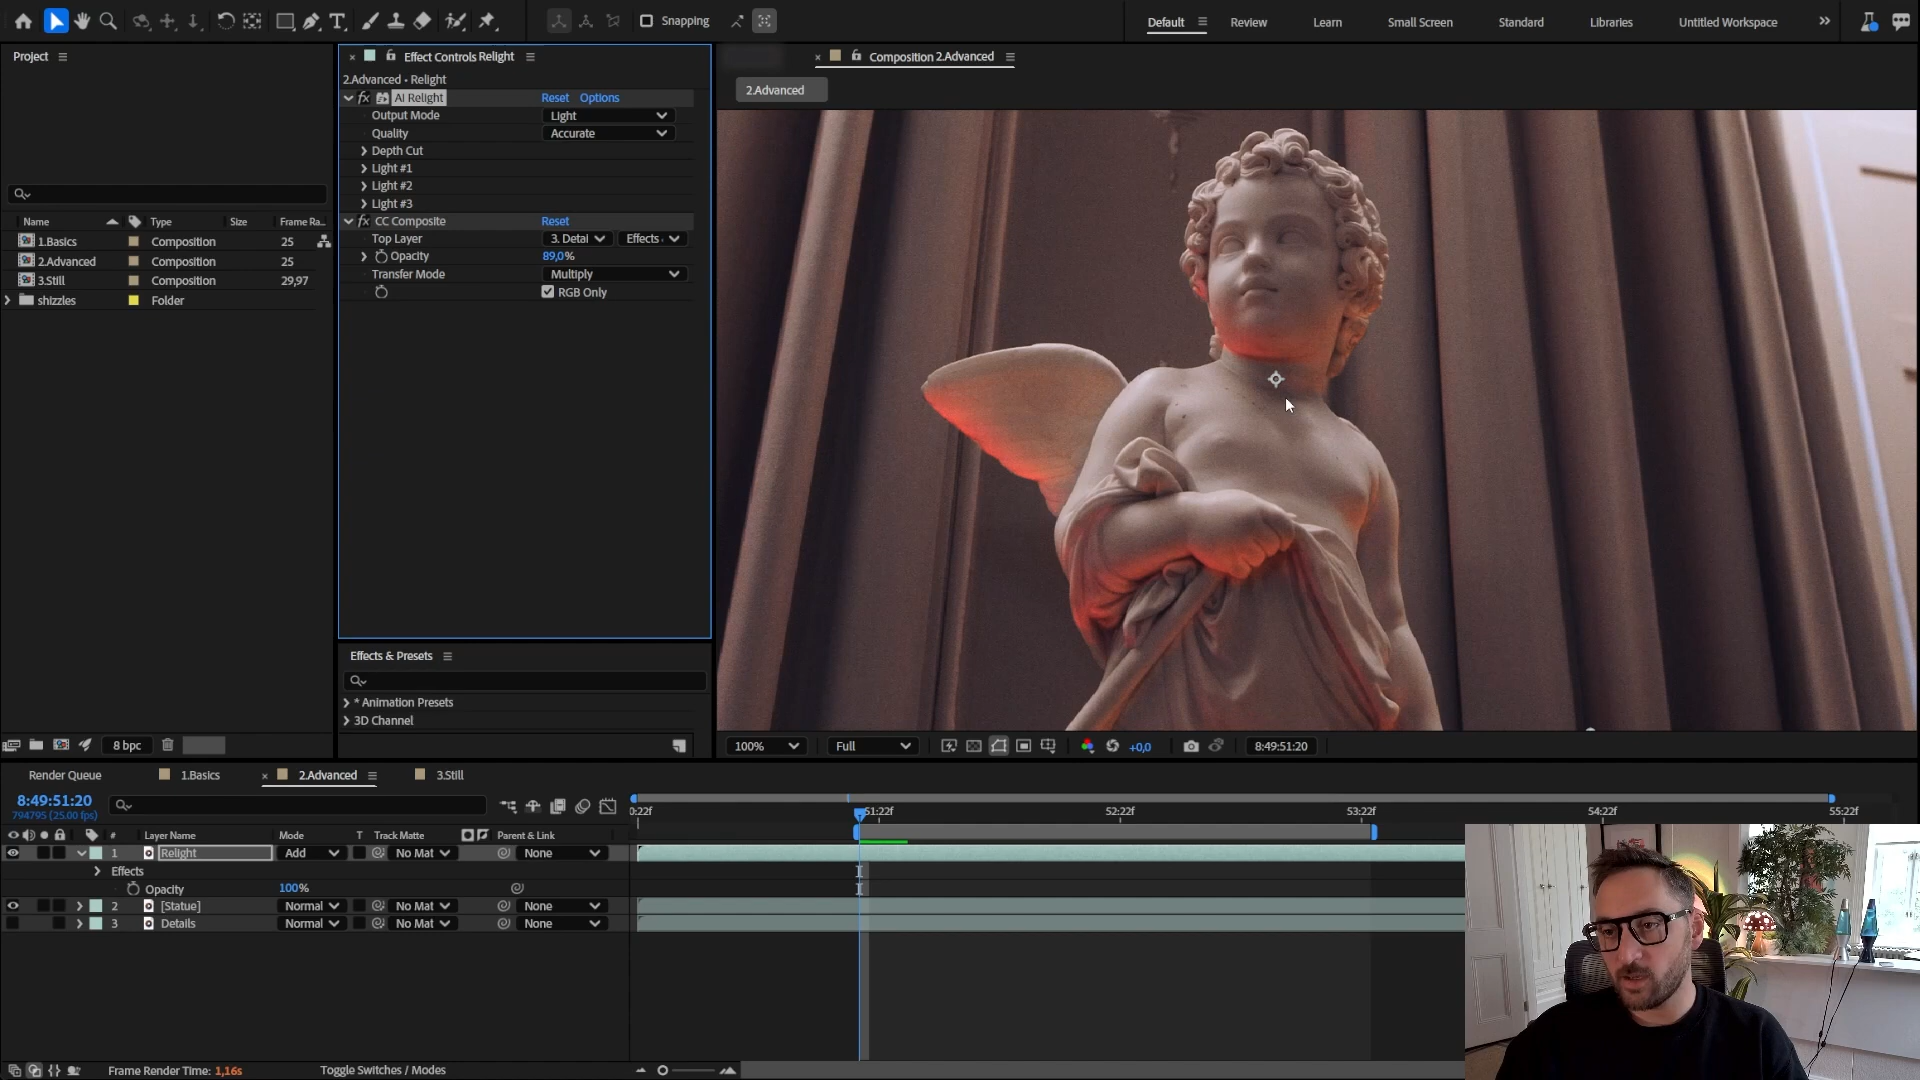 Snapping
Default
Review
Learn
Small Screen
Standard
Libraries
Untitled Workspace
Project
Name Type Size Frame Ra..
1.Basics Composition 25
2.Advanced Composition 25
3.Still Composition 29,97
shizzles Folder
8 bpc
Effect Controls Relight
2.Advanced • Relight
fx AI Relight Reset Options
Output Mode Light
Quality Accurate
Depth Cut
Light #1
Light #2
Light #3
fx CC Composite Reset
Top Layer 3. Detai Effects
Opacity 89,0%
Transfer Mode Multiply
RGB Only
Effects & Presets
* Animation Presets
3D Channel
Composition 2.Advanced
2.Advanced
100% Full +0,0 8:49:51:20
Render Queue 1.Basics 2.Advanced 3.Still
8:49:51:20
794795 (25.00 fps)
0:22f 51:22f 52:22f 53:22f 54:22f 55:22f
# Layer Name Mode T Track Matte Parent & Link
1 Relight Add No Mat None
Effects
Opacity 100%
2 [Statue] Normal No Mat None
3 Details Normal No Mat None
Frame Render Time: 1,16s Toggle Switches / Modes